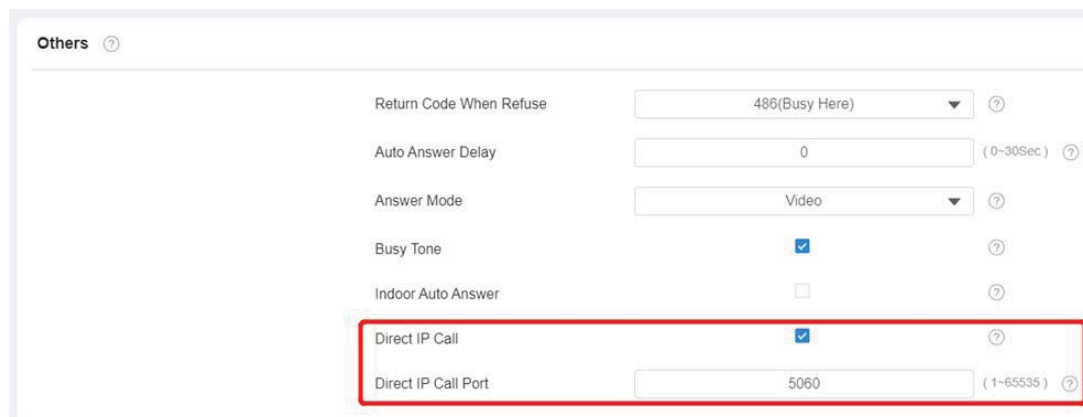 Others ?
Return Code When Refuse 486(Busy Here) ?
Auto Answer Delay 0 (0~30Sec) ?
Answer Mode Video ?
Busy Tone ?
Indoor Auto Answer ?
Direct IP Call ?
Direct IP Call Port 5060 (1~65535) ?